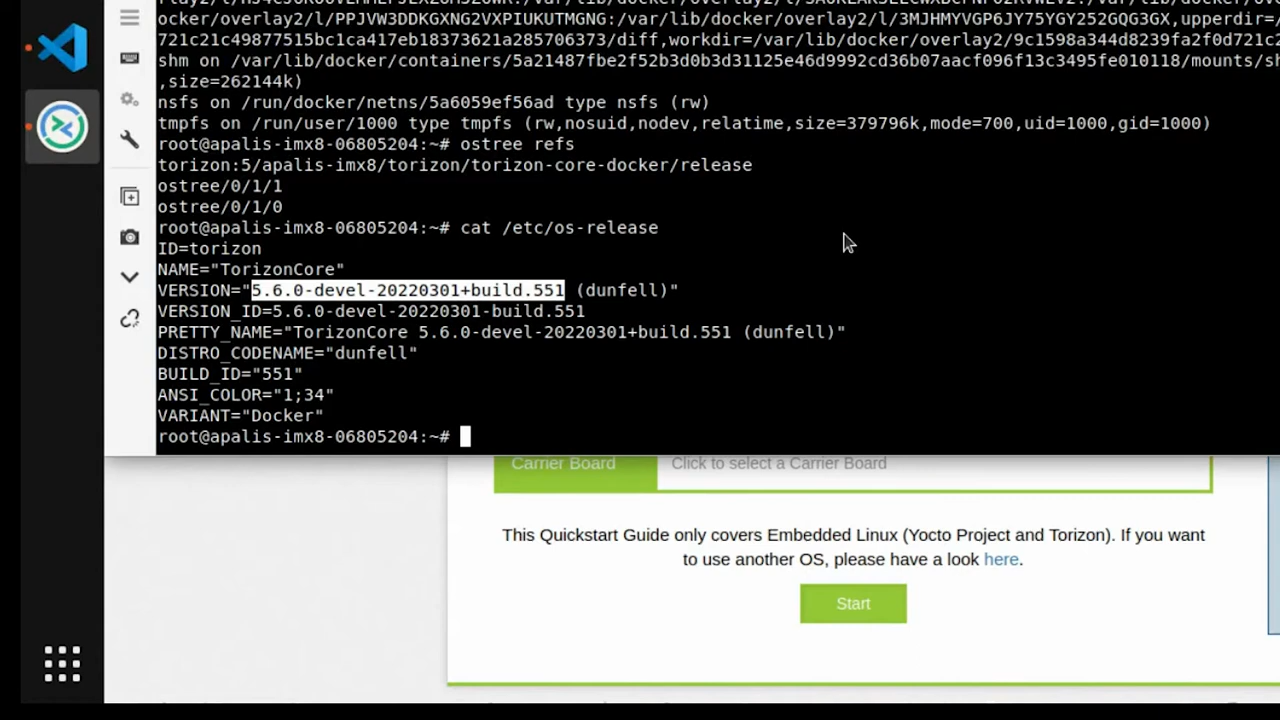 /var/lib/docker/overlay2/l/PPJVW3DDKGXNG2VXPIUKUTMGNG:/var/lib/docker/overlay2/l/3MJHMYVGP6JY75YGY252GQG3GX,upperdir=
721c21c49877515bc1ca417eb18373621a285706373/diff,workdir=/var/lib/docker/overlay2/9c1598a344d8239fa2f0d721c2
shm on /var/lib/docker/containers/5a21487fbe2f52b3d0b3d31125e46d9992cd36b07aacf096f13c3495fe010118/mounts/sh
,size=262144k)
nsfs on /run/docker/netns/5a6059ef56ad type nsfs (rw)
tmpfs on /run/user/1000 type tmpfs (rw,nosuid,nodev,relatime,size=379796k,mode=700,uid=1000,gid=1000)
root@apalis-imx8-06805204:~# ostree refs
torizon:5/apalis-imx8/torizon/torizon-core-docker/release
ostree/0/1/1
ostree/0/1/0
root@apalis-imx8-06805204:~# cat /etc/os-release
ID=torizon
NAME="TorizonCore"
VERSION="5.6.0-devel-20220301+build.551 (dunfell)"
VERSION_ID=5.6.0-devel-20220301-build.551
PRETTY_NAME="TorizonCore 5.6.0-devel-20220301+build.551 (dunfell)"
DISTRO_CODENAME="dunfell"
BUILD_ID="551"
ANSI_COLOR="1;34"
VARIANT="Docker"
root@apalis-imx8-06805204:~#
Carrier Board Click to select a Carrier Board
This Quickstart Guide only covers Embedded Linux (Yocto Project and Torizon). If you want
to use another OS, please have a look here.
Start